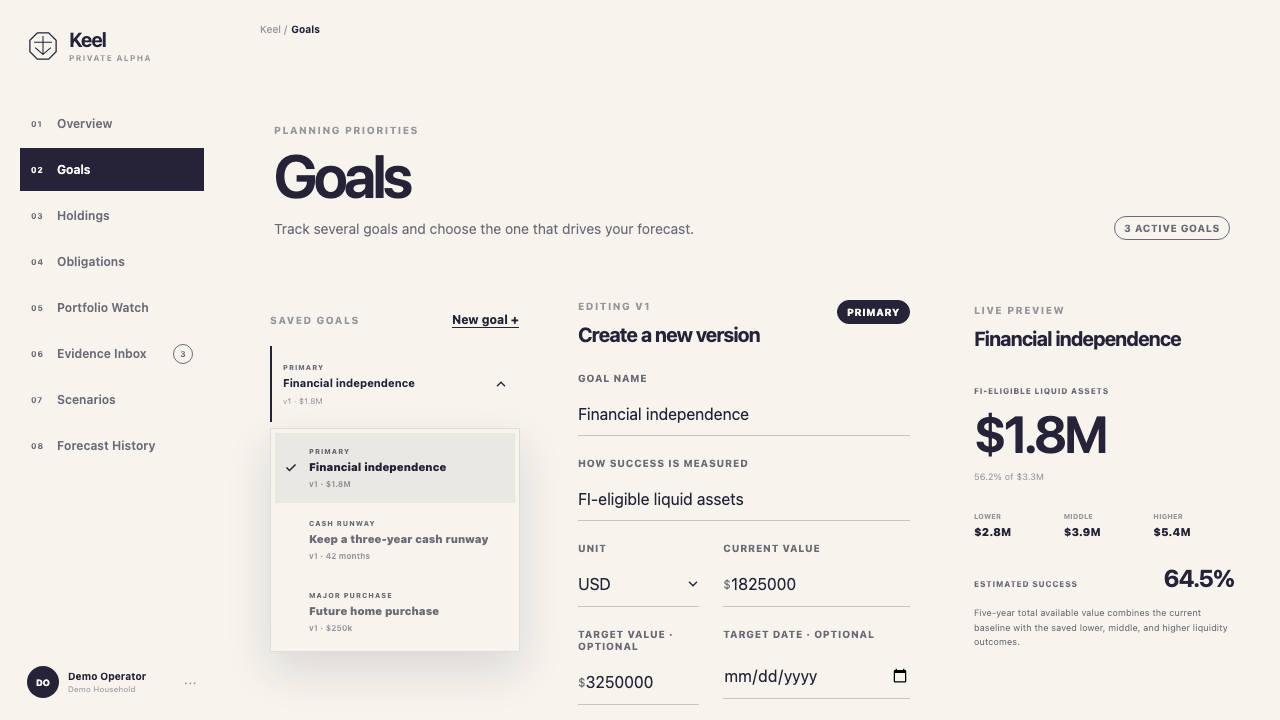 Keel
PRIVATE ALPHA
01 Overview
02 Goals
03 Holdings
04 Obligations
05 Portfolio Watch
06 Evidence Inbox 3
07 Scenarios
08 Forecast History
DO
Demo Operator
Demo Household
...
Keel / Goals
PLANNING PRIORITIES
Goals
Track several goals and choose the one that drives your forecast.
3 ACTIVE GOALS
SAVED GOALS
New goal +
PRIMARY
Financial independence
v1 · $1.8M
PRIMARY
Financial independence
v1 · $1.8M
CASH RUNWAY
Keep a three-year cash runway
v1 · 42 months
MAJOR PURCHASE
Future home purchase
v1 · $250k
EDITING V1
Create a new version
PRIMARY
GOAL NAME
Financial independence
HOW SUCCESS IS MEASURED
FI-eligible liquid assets
UNIT
USD
CURRENT VALUE
$1825000
TARGET VALUE ·
OPTIONAL
$3250000
TARGET DATE · OPTIONAL
mm/dd/yyyy
LIVE PREVIEW
Financial independence
FI-ELIGIBLE LIQUID ASSETS
$1.8M
56.2% of $3.3M
LOWER MIDDLE HIGHER
$2.8M $3.9M $5.4M
ESTIMATED SUCCESS 64.5%
Five-year total available value combines the current
baseline with the saved lower, middle, and higher liquidity
outcomes.